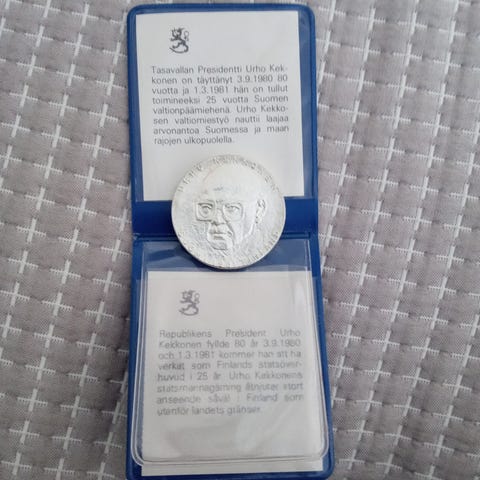 Tasavallan Presidentti Urho Kek-
konen on täyttänyt 3.9.1980 80
vuotta ja 1.3.1981 hän on tullut
toimineeksi 25 vuotta Suomen
valtionpäämiehenä. Urho Kekko-
sen valtiomiestyö nauttii laajaa
arvonantoa Suomessa ja maan
rajojen ulkopuolella.
URHO KEKKONEN
Republikens President Urho
Kekkonen fyllde 80 år 3.9.1980
och 1.3.1981 kommer han att ha
verkat som Finlands statsöver-
huvud i 25 år. Urho Kekkonens
statsmannagärning åtnjuter stort
anseende såväl i Finland som
utanför landets gränser.